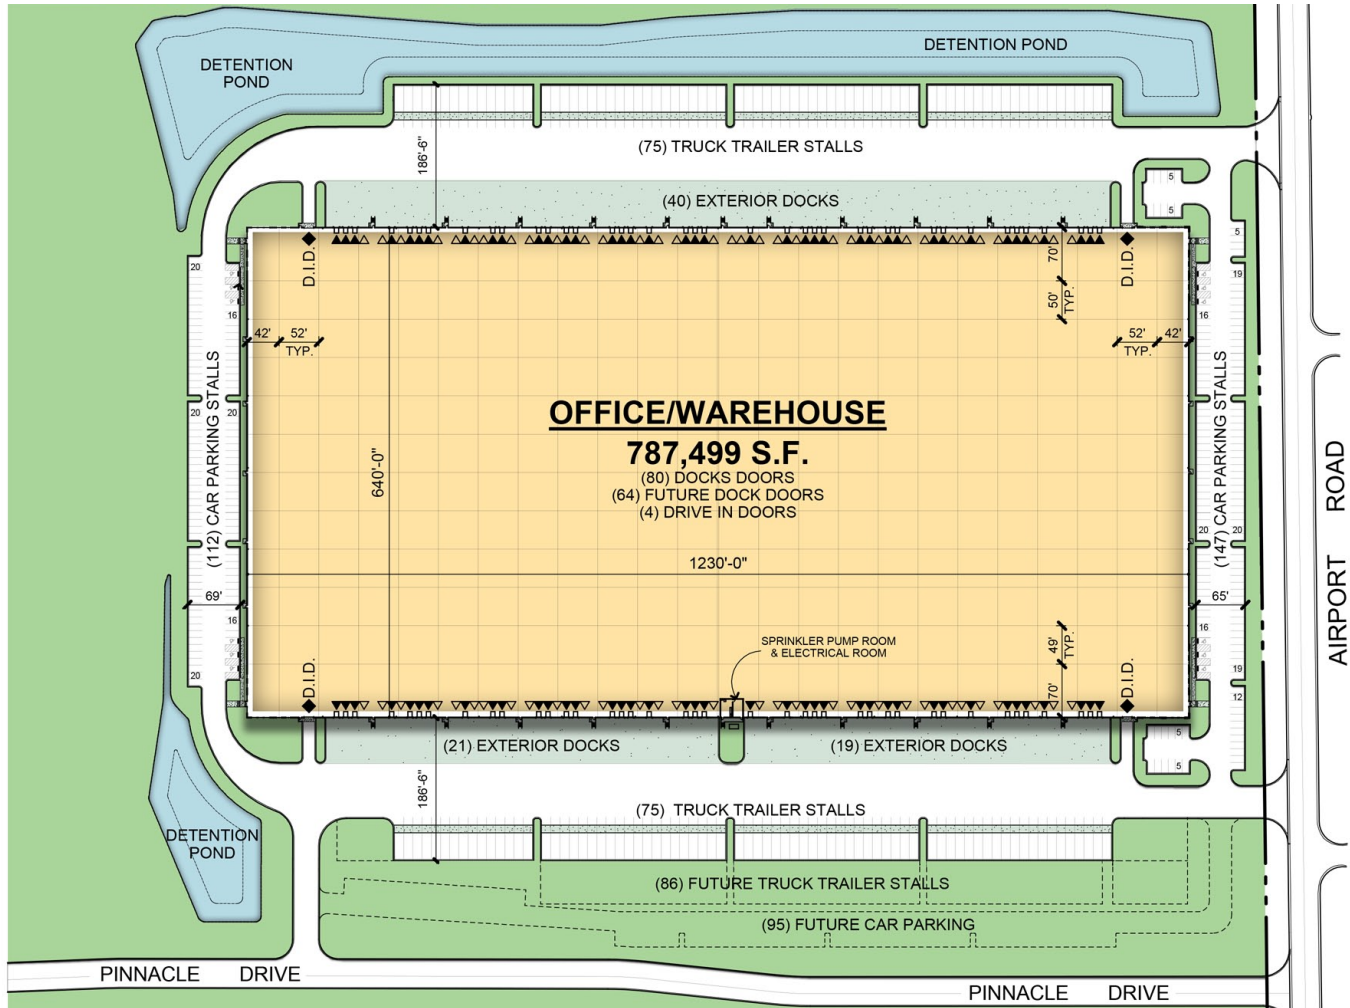 DETENTION POND
DETENTION
POND
186'-6"
(75) TRUCK TRAILER STALLS
(40) EXTERIOR DOCKS
5
5
D.I.D.
70'
50'
TYP.
D.I.D.
5
20
19
16
16
42'
52'
TYP.
52'
42'
TYP.
(112) CAR PARKING STALLS
(147) CAR PARKING STALLS
20
20
OFFICE/WAREHOUSE
787,499 S.F.
(80) DOCKS DOORS
(64) FUTURE DOCK DOORS
(4) DRIVE IN DOORS
640'-0"
AIRPORT ROAD
20
20
1230'-0"
69'
65'
16
16
SPRINKLER PUMP ROOM
& ELECTRICAL ROOM
49'
TYP.
70'
D.I.D.
D.I.D.
20
19
12
(21) EXTERIOR DOCKS
(19) EXTERIOR DOCKS
5
5
186'-6"
(75) TRUCK TRAILER STALLS
DETENTION
POND
(86) FUTURE TRUCK TRAILER STALLS
(95) FUTURE CAR PARKING
PINNACLE DRIVE
PINNACLE DRIVE